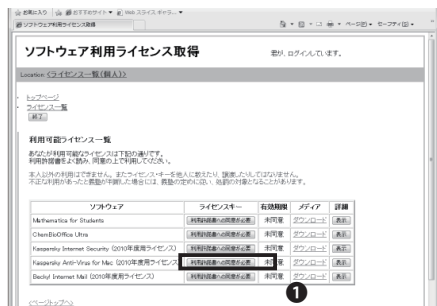 お気に入り おすすめサイト Web スライス ギャラ...
ソフトウェア利用ライセンス取得
ページ(P) セーフティ(S)
ソフトウェア利用ライセンス取得
君が、ログインしています。
Location <ライセンス一覧(個人)>>
トップページ
ライセンス一覧
終了
利用可能ライセンス一覧
あなたが利用可能なライセンスは下記の通りです。
利用許諾書をよく読み、同意の上で利用してください。
本人以外の利用はできません。またライセンス・キーを他人に教えたり、譲渡したりしてはなりません。
不正な利用があったと義塾が判断した場合には、義塾の定めに従い、処罰の対象となることがあります。
ソフトウェア ライセンスキー 有効期限 メディア 詳細
Mathematica for Students 利用許諾書への同意が必要 未同意 ダウンロード 表示
ChemBioOffice Ultra 利用許諾書への同意が必要 未同意 ダウンロード 表示
Kaspersky Internet Security (2010年度用ライセンス) 利用許諾書への同意が必要 未同意 ダウンロード 表示
Kaspersky Anti-Virus for Mac (2010年度用ライセンス) 利用許諾書への同意が必要 未同意 ダウンロード 表示
Becky! Internet Mail (2010年度用ライセンス) 利用許諾書への同意が必要 未同意 ダウンロード 表示
1
<ページトップへ>